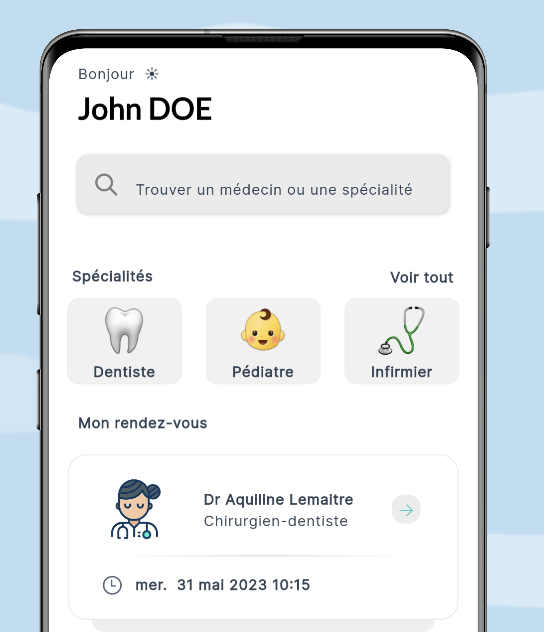 Bonjour
John DOE
Trouver un médecin ou une spécialité
Spécialités
Voir tout
Dentiste
Pédiatre
Infirmier
Mon rendez-vous
Dr Aquiline Lemaitre
Chirurgien-dentiste
mer. 31 mai 2023 10:15